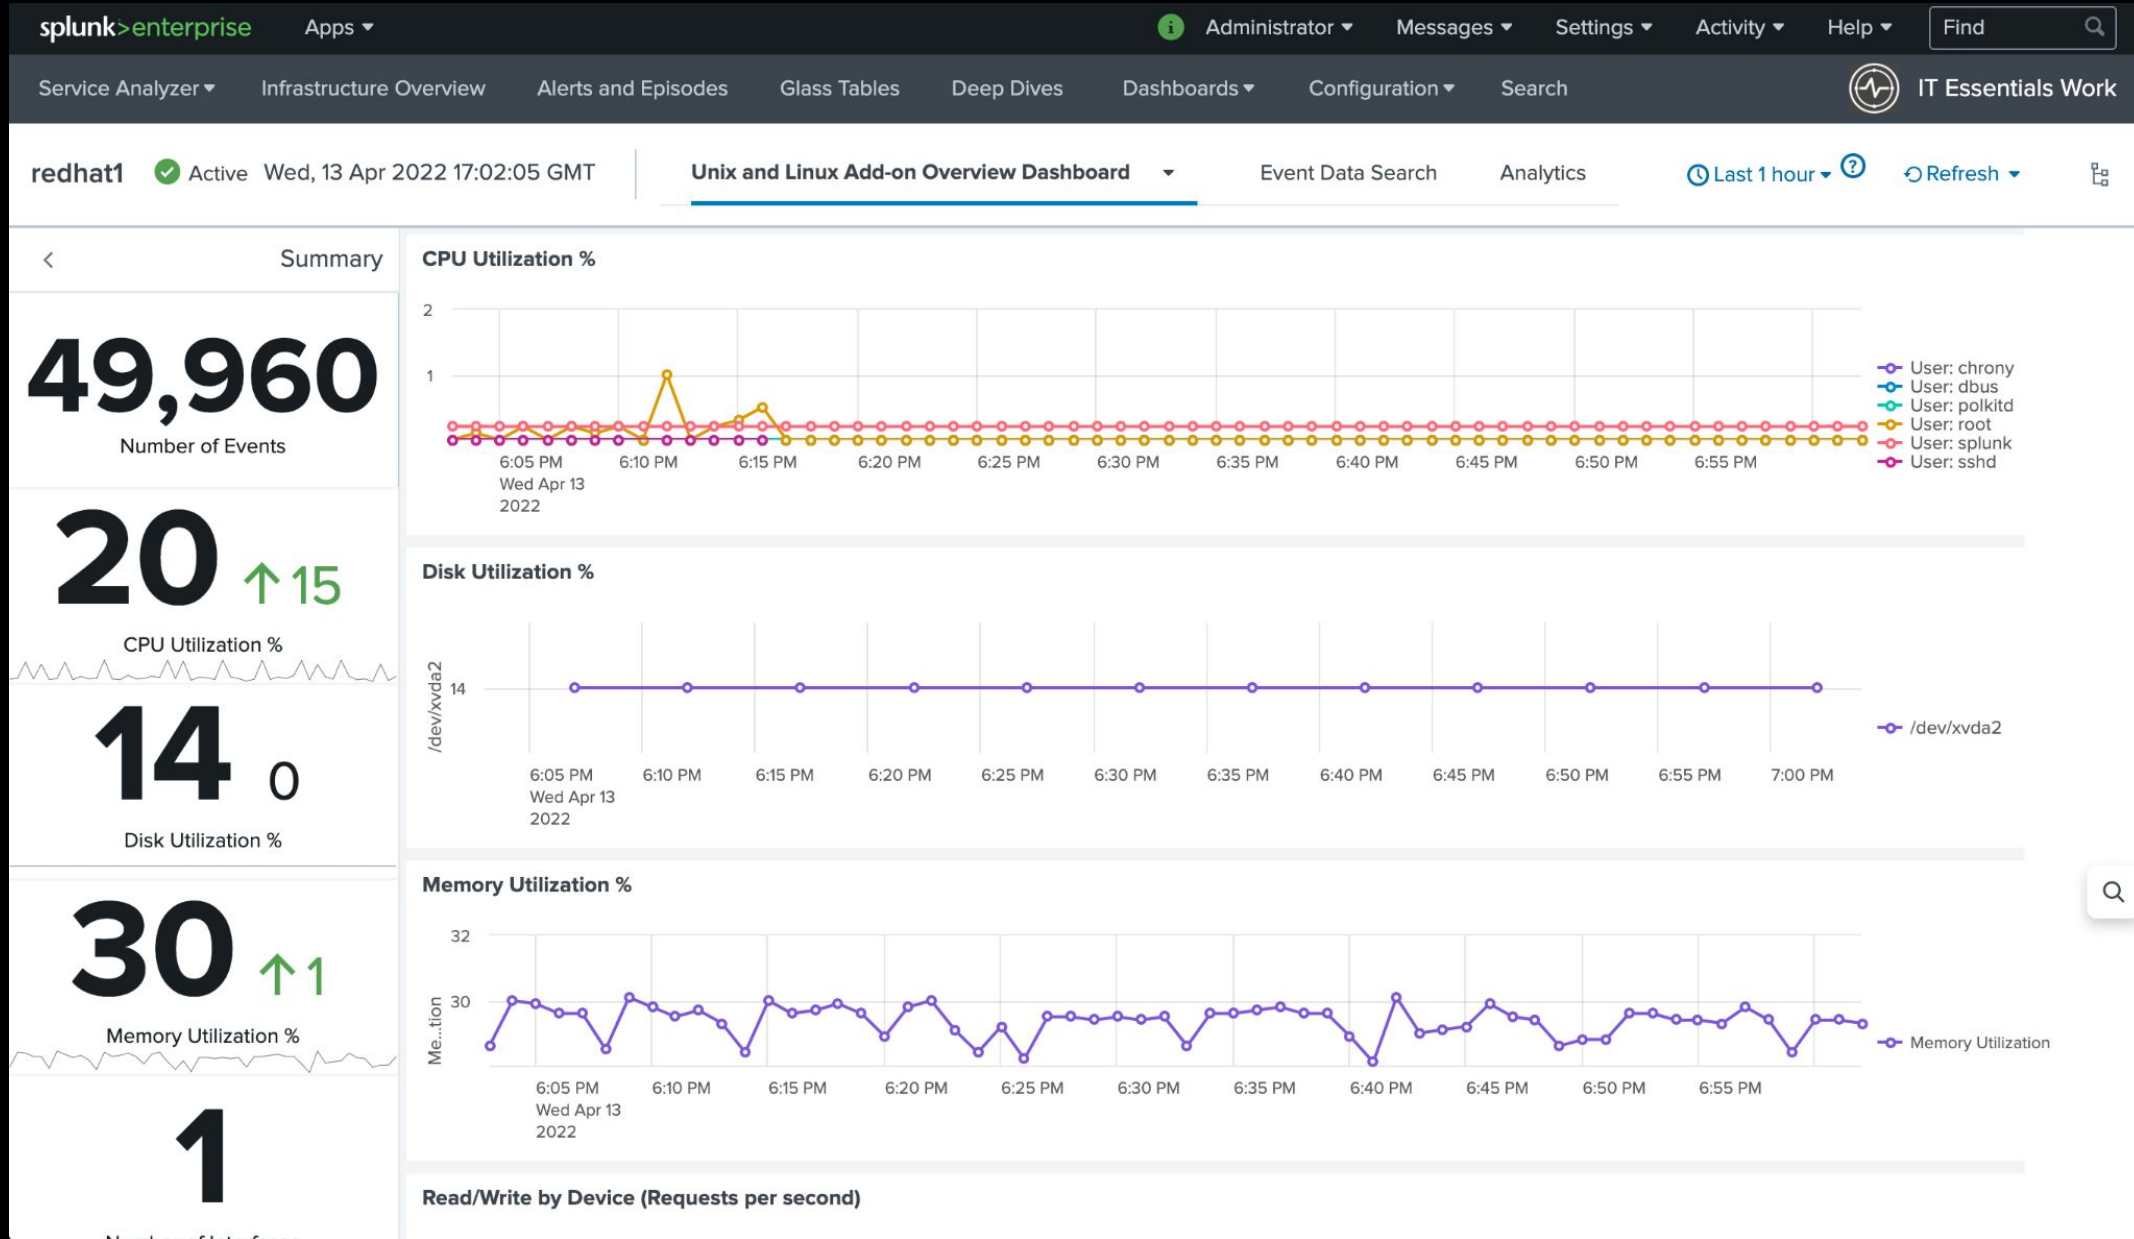 splunk>enterprise Apps Administrator Messages Settings Activity Help Find
Service Analyzer Infrastructure Overview Alerts and Episodes Glass Tables Deep Dives Dashboards Configuration Search IT Essentials Work
redhat1 Active Wed, 13 Apr 2022 17:02:05 GMT Unix and Linux Add-on Overview Dashboard Event Data Search Analytics Last 1 hour ? Refresh
Summary
49,960
Number of Events
20 ↑15
CPU Utilization %
14 0
Disk Utilization %
30 ↑1
Memory Utilization %
1
CPU Utilization %
2
1
6:05 PM 6:10 PM 6:15 PM 6:20 PM 6:25 PM 6:30 PM 6:35 PM 6:40 PM 6:45 PM 6:50 PM 6:55 PM
Wed Apr 13
2022
User: chrony
User: dbus
User: polkitd
User: root
User: splunk
User: sshd
Disk Utilization %
/dev/xvda2
14
6:05 PM 6:10 PM 6:15 PM 6:20 PM 6:25 PM 6:30 PM 6:35 PM 6:40 PM 6:45 PM 6:50 PM 6:55 PM 7:00 PM
Wed Apr 13
2022
/dev/xvda2
Memory Utilization %
32
30
Me...tion
6:05 PM 6:10 PM 6:15 PM 6:20 PM 6:25 PM 6:30 PM 6:35 PM 6:40 PM 6:45 PM 6:50 PM 6:55 PM
Wed Apr 13
2022
Memory Utilization
Read/Write by Device (Requests per second)